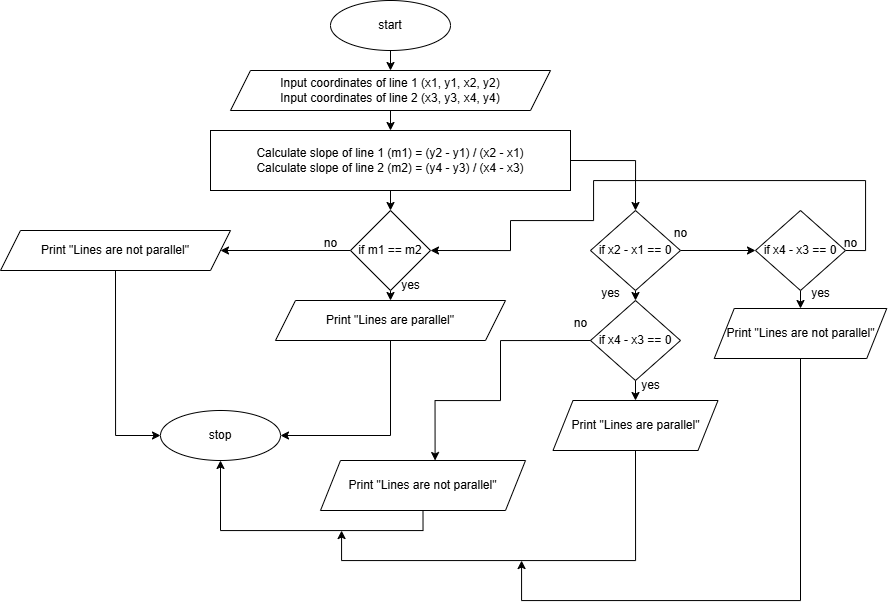 start
Input coordinates of line 1 (x1, y1, x2, y2)
Input coordinates of line 2 (x3, y3, x4, y4)
Calculate slope of line 1 (m1) = (y2 - y1) / (x2 - x1)
Calculate slope of line 2 (m2) = (y4 - y3) / (x4 - x3)
Print "Lines are not parallel"
no
if m1 == m2
yes
Print "Lines are parallel"
if x2 - x1 == 0
no
if x4 - x3 == 0
no
yes
yes
Print "Lines are not parallel"
no
if x4 - x3 == 0
yes
Print "Lines are parallel"
stop
Print "Lines are not parallel"